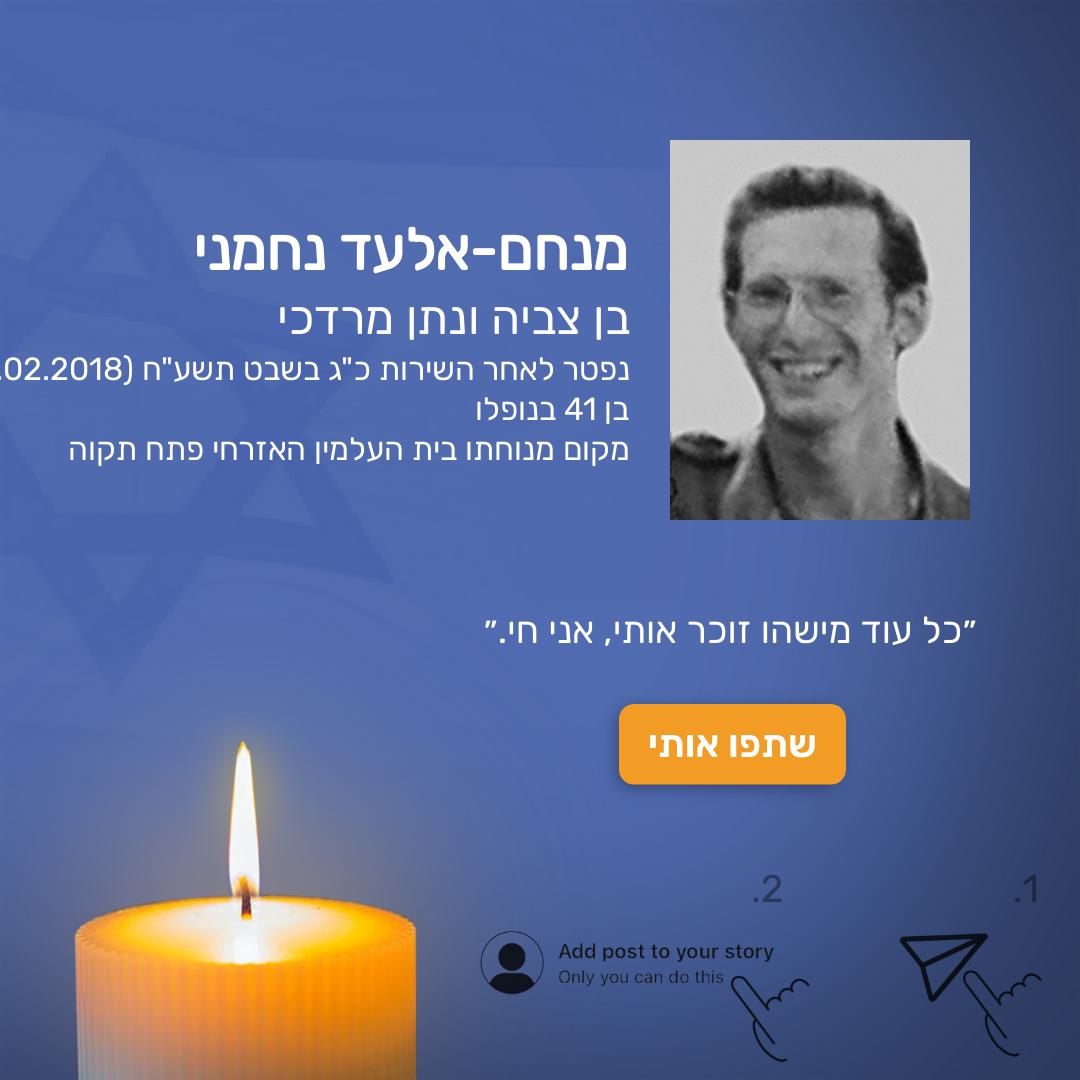 מנחם-אלעד נחמני
בן צביה ונתן מרדכי
נפטר לאחר השירות כ"ג בשבט תשע"ח (02.2018.
בן 41 בנופלו
מקום מנוחתו בית העלמין האזרחי פתח תקוה
״כל עוד מישהו זוכר אותי, אני חי.״
שתפו אותי
1.
2.
Add post to your story
Only you can do this